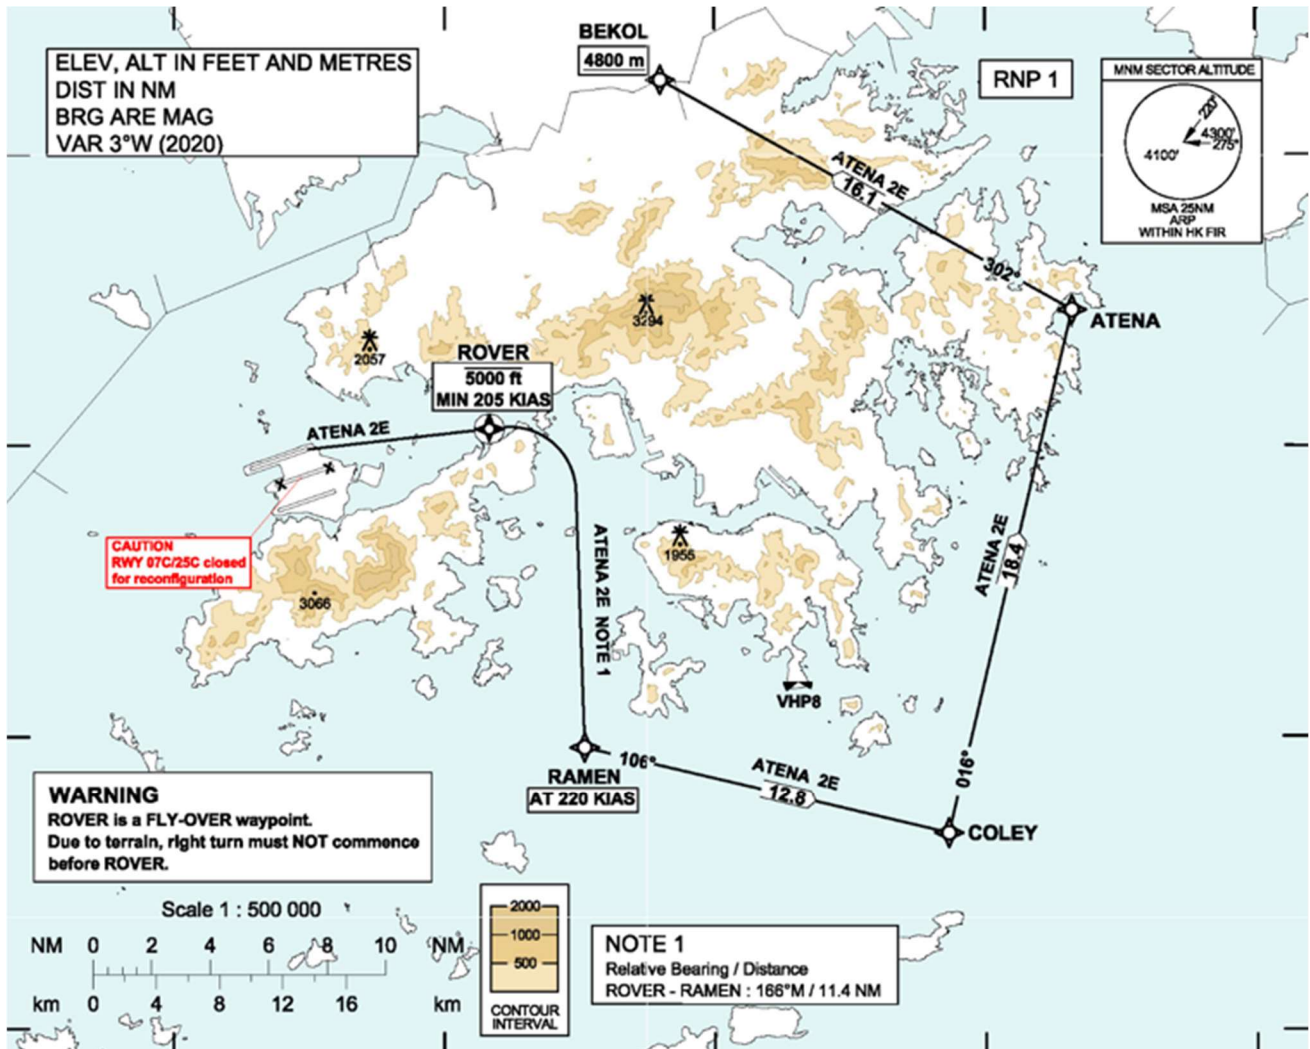 ELEV, ALT IN FEET AND METRES
DIST IN NM
BRG ARE MAG
VAR 3°W (2020)
BEKOL
4800 m
RNP 1
MNM SECTOR ALTITUDE
220°
4300'
275°
4100'
MSA 25NM
ARP
WITHIN HK FIR
ATENA 2E
16.1
302°
ATENA
3294
2057
ROVER
5000 ft
MIN 205 KIAS
ATENA 2E
CAUTION
RWY 07C/25C closed
for reconfiguration
3066
1955
ATENA 2E NOTE 1
ATENA 2E
18.4
VHP8
016°
106°
RAMEN
AT 220 KIAS
ATENA 2E
12.8
COLEY
WARNING
ROVER is a FLY-OVER waypoint.
Due to terrain, right turn must NOT commence
before ROVER.
Scale 1 : 500 000
NM 0 2 4 6 8 10 NM
km 0 4 8 12 16 km
2000
1000
500
CONTOUR
INTERVAL
NOTE 1
Relative Bearing / Distance
ROVER - RAMEN : 166°M / 11.4 NM